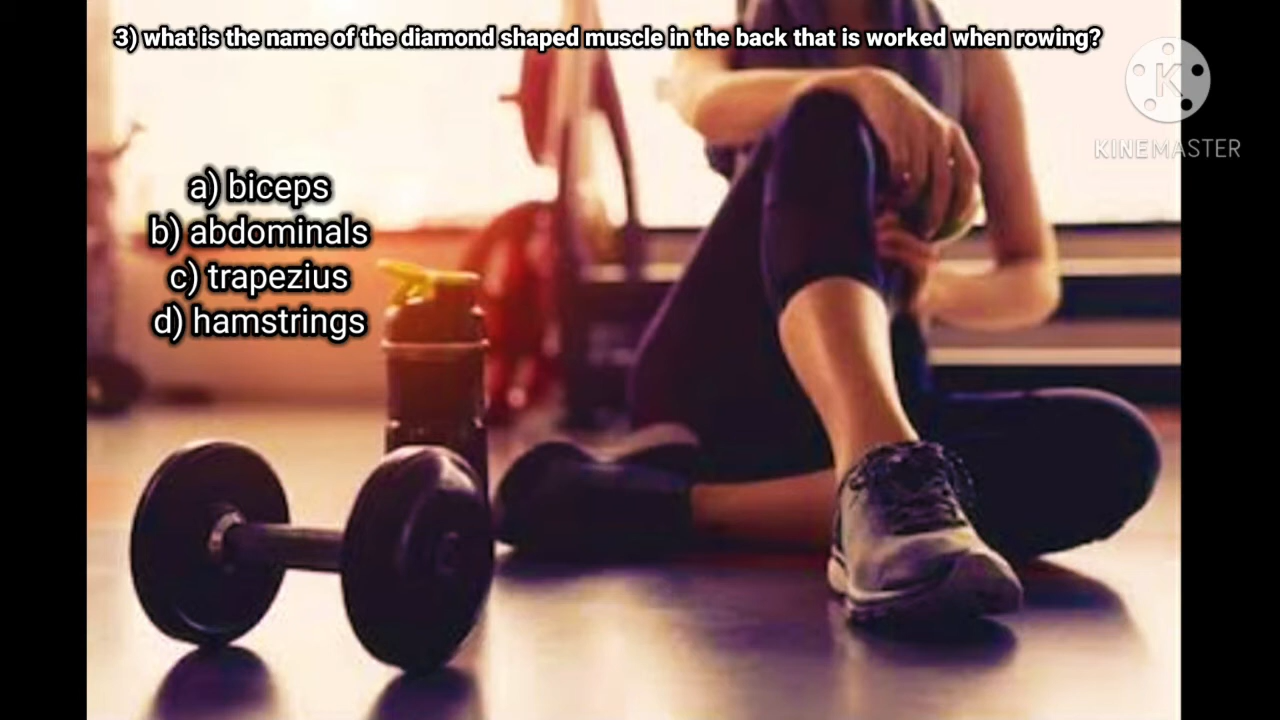 3) what is the name of the diamond shaped muscle in the back that is worked when rowing?
K
KINEMASTER
a) biceps
b) abdominals
c) trapezius
d) hamstrings